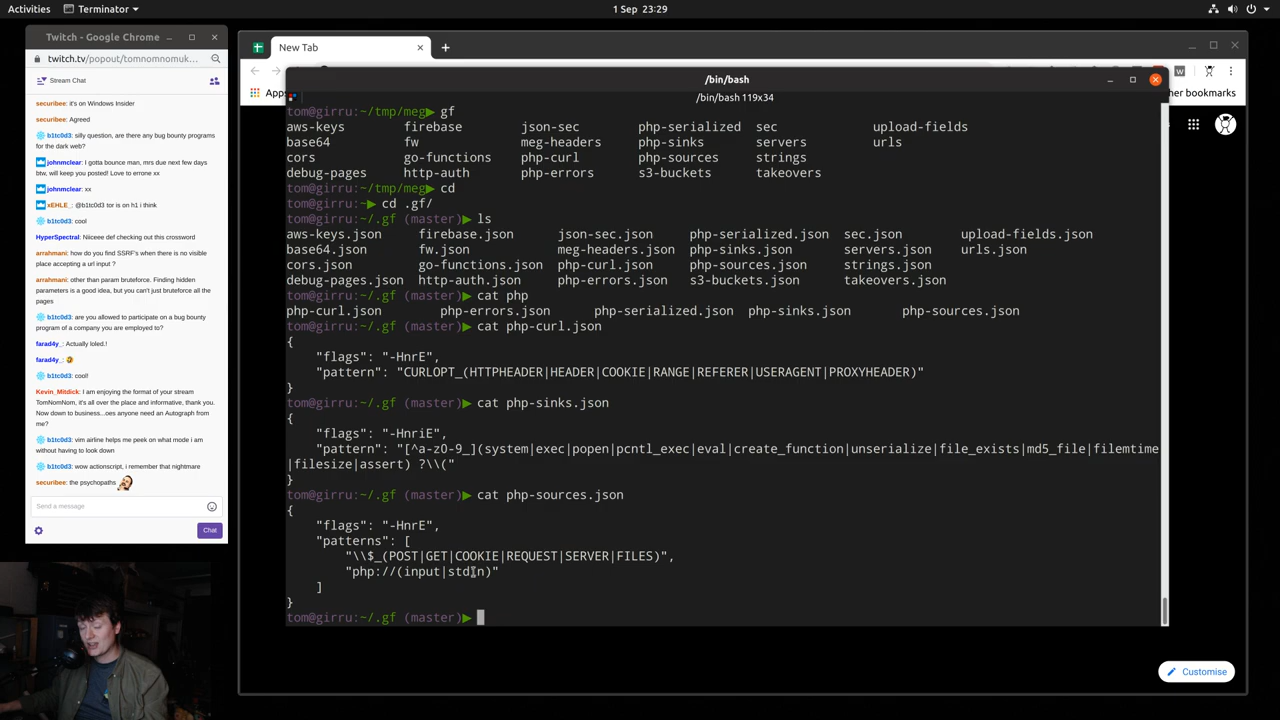 Activities
Terminator
1 Sep 23:29
Twitch - Google Chrome
twitch.tv/popout/tomnomnomuk...
Stream Chat
securibee: it's on Windows Insider
securibee: Agreed
b1tc0d3: silly question, are there any bug bounty programs
for the dark web?
johnmclear: I gotta bounce man, mrs due next few days
btw, will keep you posted! Love to errone xx
johnmclear: xx
xEHLE_: @b1tc0d3 tor is on h1 i think
b1tc0d3: cool
HyperSpectral: Niiceee def checking out this crossword
arrahmani: how do you find SSRF's when there is no visible
place accepting a url input ?
arrahmani: other than param bruteforce. Finding hidden
parameters is a good idea, but you can't just bruteforce all the
pages
b1tc0d3: are you allowed to participate on a bug bounty
program of a company you are employed to?
farad4y_: Actually loled.!
farad4y_:
b1tc0d3: cool!
Kevin_Mitdick: I am enjoying the format of your stream
TomNomNom, it's all over the place and informative, thank you.
Now down to business...oes anyone need an Autograph from
me?
b1tc0d3: vim airline helps me peek on what mode i am
without having to look down
b1tc0d3: wow actionscript, i remember that nightmare
securibee: the psychopaths
Send a message
Chat
New Tab
Apps
her bookmarks
/bin/bash
/bin/bash 119x34
tom@girru:~/tmp/meg▶ gf
aws-keys firebase json-sec php-serialized sec upload-fields
base64 fw meg-headers php-sinks servers urls
cors go-functions php-curl php-sources strings
debug-pages http-auth php-errors s3-buckets takeovers
tom@girru:~/tmp/meg▶ cd
tom@girru:~▶ cd .gf/
tom@girru:~/.gf (master)▶ ls
aws-keys.json firebase.json json-sec.json php-serialized.json sec.json upload-fields.json
base64.json fw.json meg-headers.json php-sinks.json servers.json urls.json
cors.json go-functions.json php-curl.json php-sources.json strings.json
debug-pages.json http-auth.json php-errors.json s3-buckets.json takeovers.json
tom@girru:~/.gf (master)▶ cat php
php-curl.json php-errors.json php-serialized.json php-sinks.json php-sources.json
tom@girru:~/.gf (master)▶ cat php-curl.json
{
"flags": "-HnrE",
"pattern": "CURLOPT_(HTTPHEADER|HEADER|COOKIE|RANGE|REFERER|USERAGENT|PROXYHEADER)"
}
tom@girru:~/.gf (master)▶ cat php-sinks.json
{
"flags": "-HnriE",
"pattern": "[^a-z0-9_](system|exec|popen|pcntl_exec|eval|create_function|unserialize|file_exists|md5_file|filemtime
|filesize|assert) ?\\("
}
tom@girru:~/.gf (master)▶ cat php-sources.json
{
"flags": "-HnrE",
"patterns": [
"\\$_(POST|GET|COOKIE|REQUEST|SERVER|FILES)",
"php://(input|stdin)"
]
}
tom@girru:~/.gf (master)▶
Customise